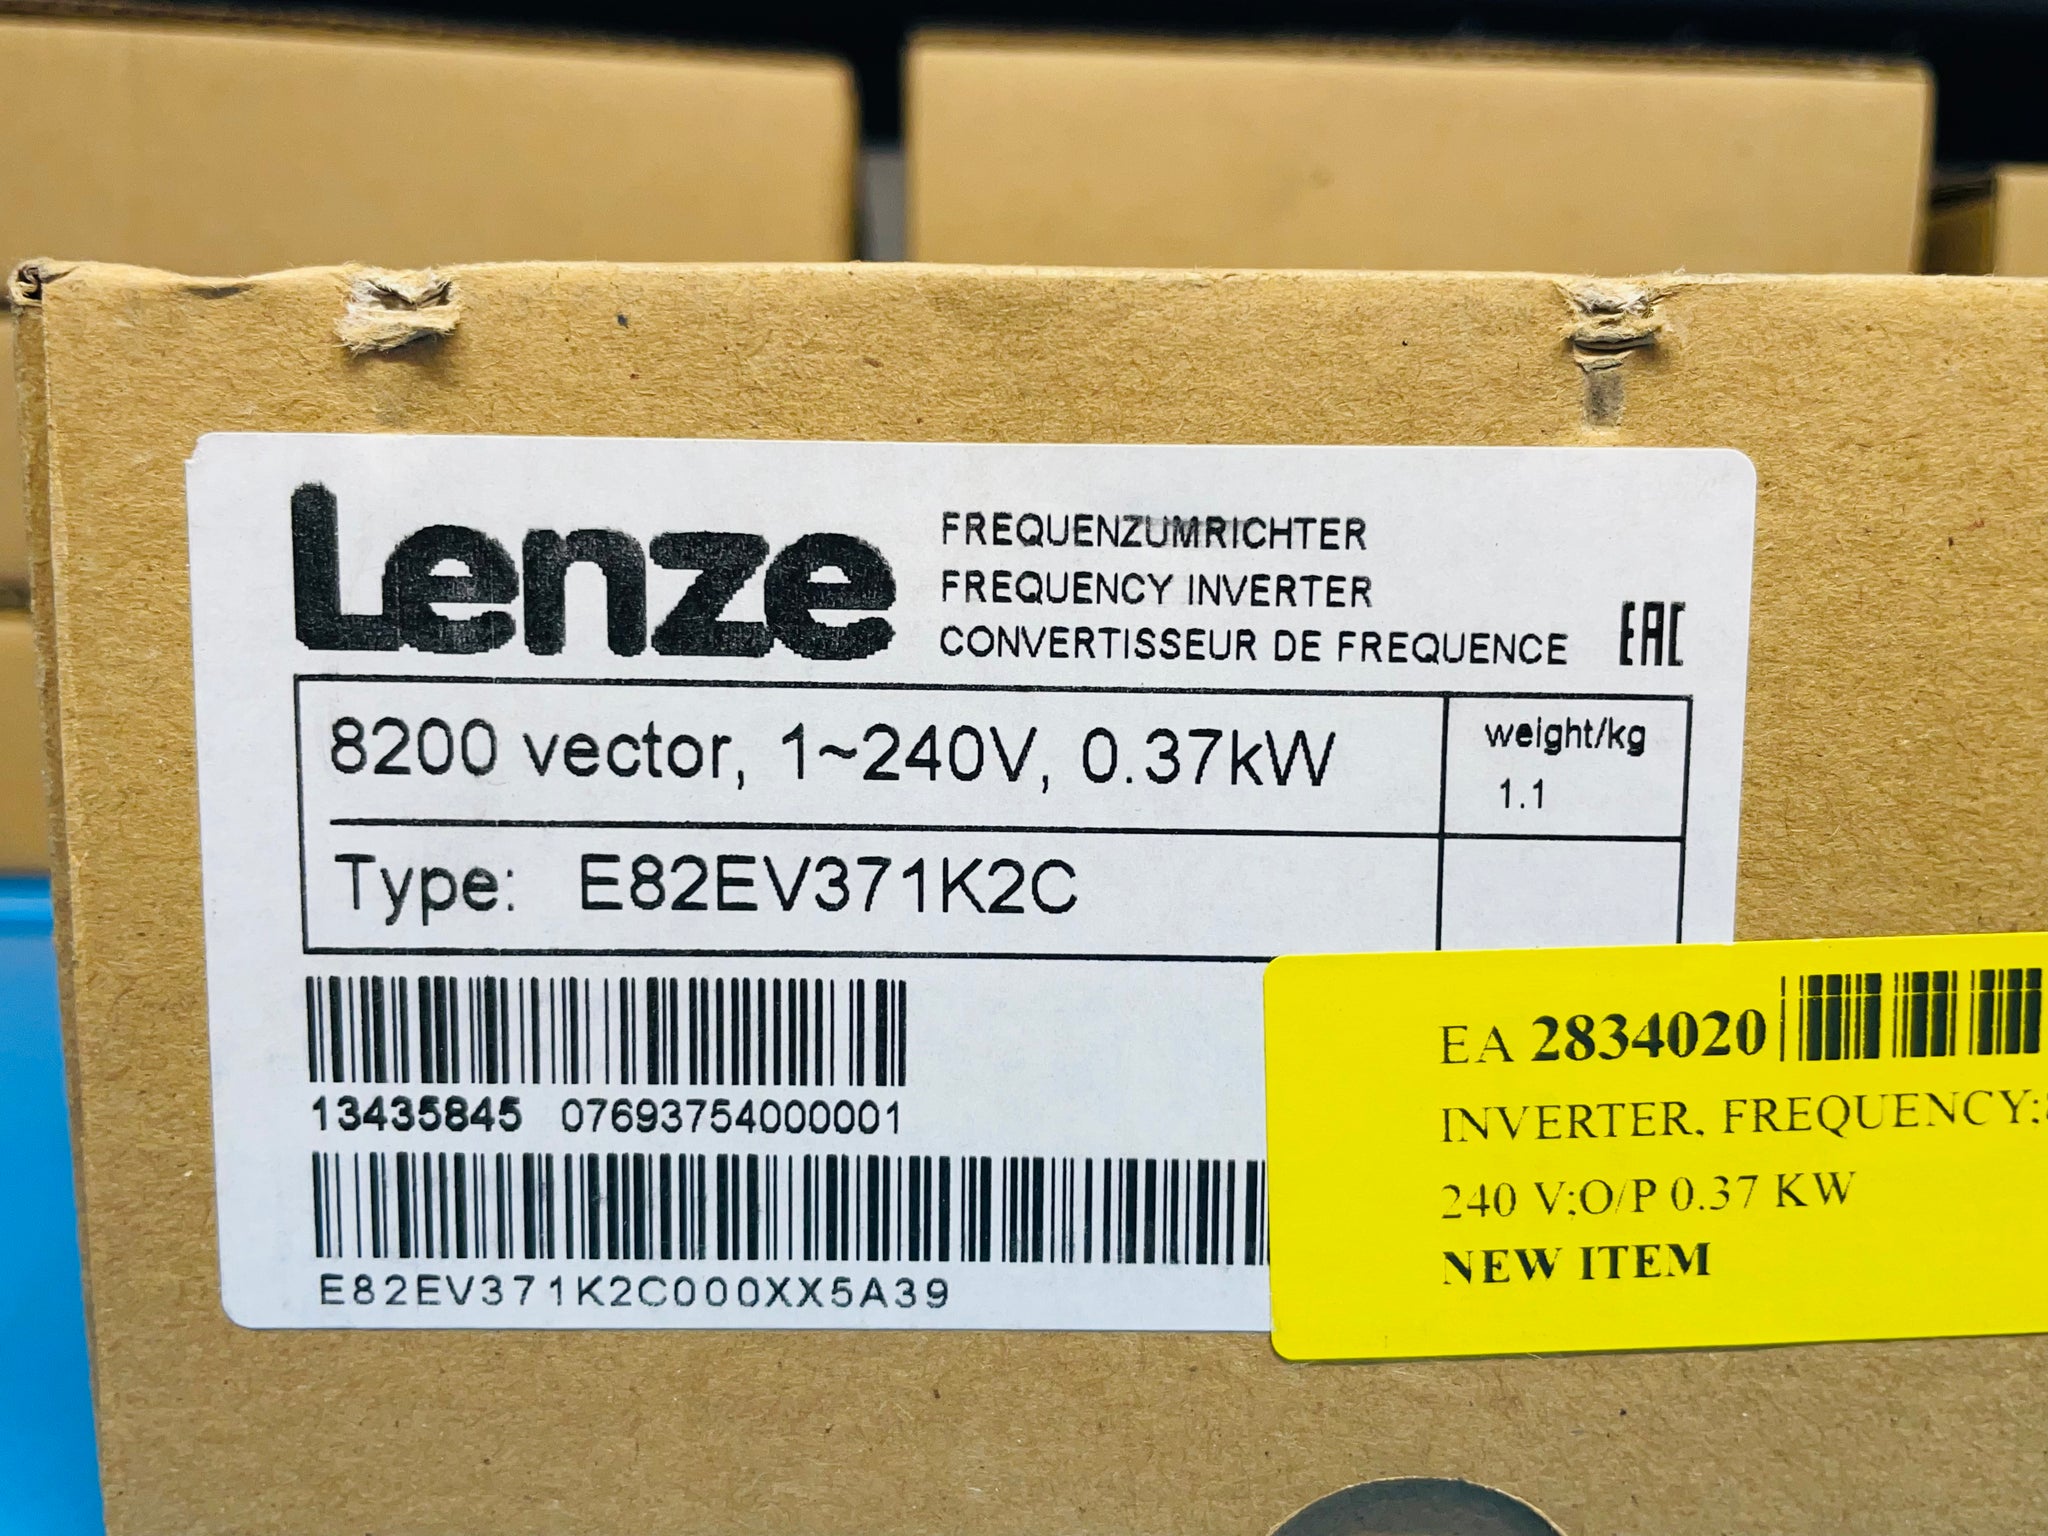 Lenze
FREQUENZUMRICHTER
FREQUENCY INVERTER
CONVERTISSEUR DE FREQUENCE
EAC
8200 vector, 1~240V, 0.37kW
weight/kg
1.1
Type: E82EV371K2C
13435845 07693754000001
E82EV371K2C000XX5A39
EA 2834020
INVERTER, FREQUENCY;
240 V;O/P 0.37 KW
NEW ITEM